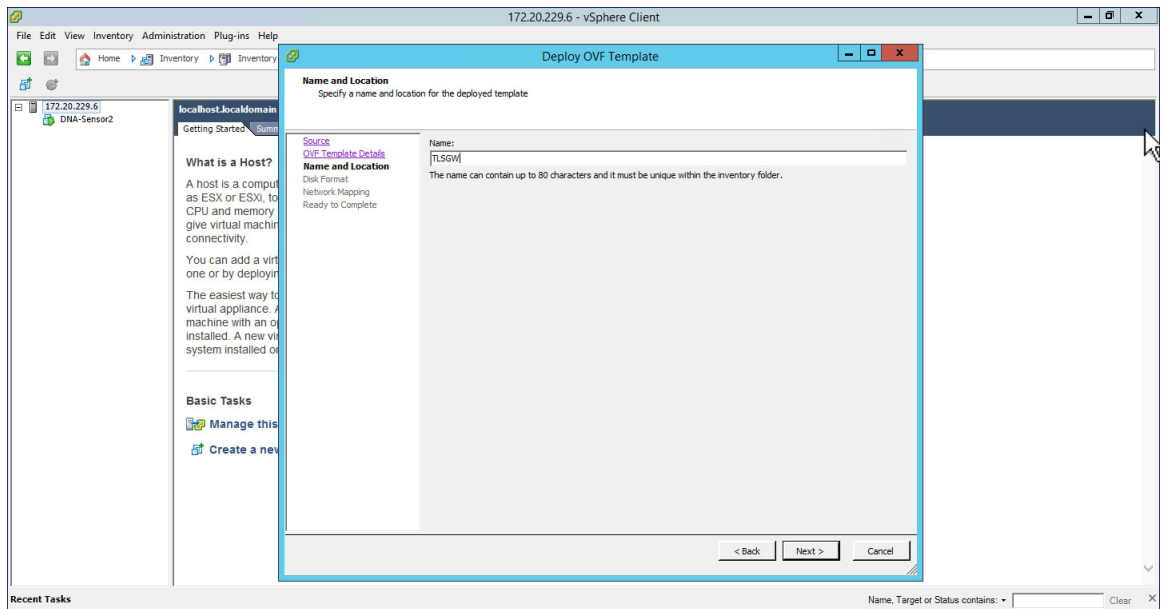 172.20.229.6 - vSphere Client
File Edit View Inventory Administration Plug-ins Help
Home Inventory Inventory
172.20.229.6
DNA-Sensor2
localhost.localdomain
Getting Started Summ
What is a Host?
A host is a comput
as ESX or ESXi, to
CPU and memory
give virtual machin
connectivity.
You can add a virt
one or by deployin
The easiest way to
virtual appliance. A
machine with an op
installed. A new vir
system installed on
Basic Tasks
Manage this
Create a new
Deploy OVF Template
Name and Location
Specify a name and location for the deployed template
Source
OVF Template Details
Name and Location
Disk Format
Network Mapping
Ready to Complete
Name:
TLSGW
The name can contain up to 80 characters and it must be unique within the inventory folder.
< Back Next > Cancel
Recent Tasks
Name, Target or Status contains:
Clear